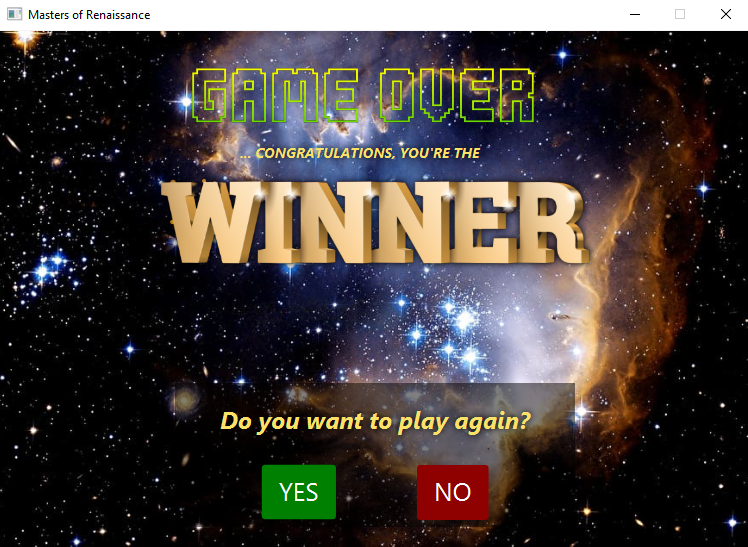 Masters of Renaissance
GAME OVER
... CONGRATULATIONS, YOU'RE THE
WINNER
Do you want to play again?
YES NO